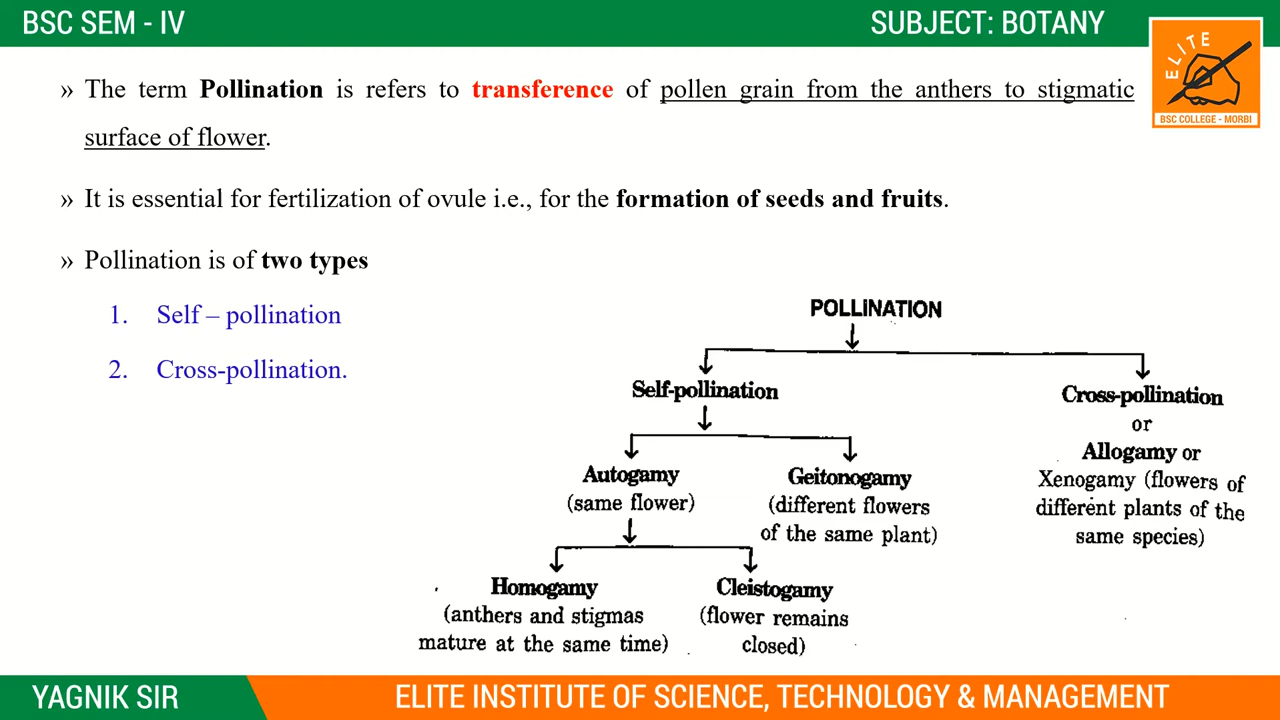 BSC SEM - IV
SUBJECT: BOTANY
ELITE
BSC COLLEGE - MORBI
» The term Pollination is refers to transference of pollen grain from the anthers to stigmatic
surface of flower.
» It is essential for fertilization of ovule i.e., for the formation of seeds and fruits.
» Pollination is of two types
1. Self – pollination
2. Cross-pollination.
POLLINATION
Self-pollination
Cross-pollination
or
Allogamy or
Xenogamy (flowers of
different plants of the
same species)
Autogamy
(same flower)
Geitonogamy
(different flowers
of the same plant)
Homogamy
(anthers and stigmas
mature at the same time)
Cleistogamy
(flower remains
closed)
YAGNIK SIR
ELITE INSTITUTE OF SCIENCE, TECHNOLOGY & MANAGEMENT